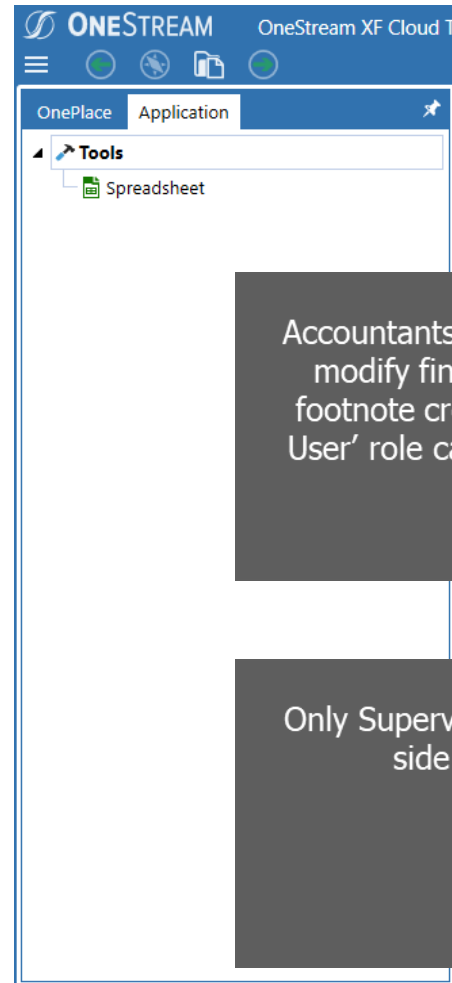 ONESTREAM OneStream XF Cloud T
OnePlace Application
Tools
Spreadsheet
Accountants
modify fin
footnote cr
User’ role ca
Only Superv
side